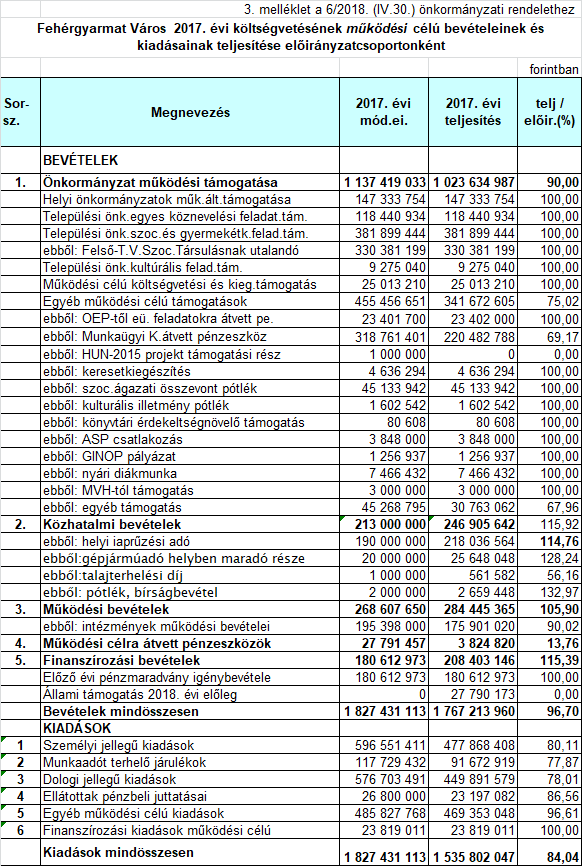 3. melléklet a 6/2018. (IV.30.) önkormányzati rendelethez
Fehérgyarmat Város 2017. évi költségvetésének működési célú bevételeinek és
kiadásainak teljesítése előirányzatcsoportonként
forintban
Sor-sz. Megnevezés 2017. évi mód.ei. 2017. évi teljesítés telj / előir.(%)
BEVÉTELEK
1. Önkormányzat működési támogatása 1 137 419 033 1 023 634 987 90,00
Helyi önkormányzatok műk.ált.támogatása 147 333 754 147 333 754 100,00
Települési önk.egyes köznevelési feladat.tám. 118 440 934 118 440 934 100,00
Települési önk.szoc.és gyermekétk.felad.tám. 381 899 444 381 899 444 100,00
ebből: Felső-T.V.Szoc.Társulásnak utalandó 330 381 199 330 381 199 100,00
Települési önk.kultúrális felad.tám. 9 275 040 9 275 040 100,00
Működési célú költségvetési és kieg.támogatás 25 013 210 25 013 210 100,00
Egyéb működési célú támogatások 455 456 651 341 672 605 75,02
ebből: OEP-től eü. feladatokra átvett pe. 23 401 700 23 402 000 100,00
ebből: Munkaügyi K.átvett pénzeszköz 318 761 401 220 482 788 69,17
ebből: HUN-2015 projekt támogatási rész 1 000 000 0 0,00
ebből: keresetkiegészítés 4 636 294 4 636 294 100,00
ebből: szoc.ágazati összevont pótlék 45 133 942 45 133 942 100,00
ebből: kulturális illetmény pótlék 1 602 542 1 602 542 100,00
ebből: könyvtári érdekeltségnövelő támogatás 80 608 80 608 100,00
ebből: ASP csatlakozás 3 848 000 3 848 000 100,00
ebből: GINOP pályázat 1 256 937 1 256 937 100,00
ebből: nyári diákmunka 7 466 432 7 466 432 100,00
ebből: MVH-tól támogatás 3 000 000 3 000 000 100,00
ebből: egyéb támogatás 45 268 795 30 763 062 67,96
2. Közhatalmi bevételek 213 000 000 246 905 642 115,92
ebből: helyi iaprűzési adó 190 000 000 218 036 564 114,76
ebből:gépjármúadó helyben maradó része 20 000 000 25 648 048 128,24
ebből:talajterhelési díj 1 000 000 561 582 56,16
ebből: pótlék, bírságbevétel 2 000 000 2 659 448 132,97
3. Működési bevételek 268 607 650 284 445 365 105,90
ebből: intézmények működési bevételei 195 398 000 175 901 020 90,02
4. Működési célra átvett pénzeszközök 27 791 457 3 824 820 13,76
5. Finanszírozási bevételek 180 612 973 208 403 146 115,39
Előző évi pénzmaradvány igénybevétele 180 612 973 180 612 973 100,00
Állami támogatás 2018. évi előleg 0 27 790 173 0,00
Bevételek mindösszesen 1 827 431 113 1 767 213 960 96,70
KIADÁSOK
1 Személyi jellegű kiadások 596 551 411 477 868 408 80,11
2 Munkaadót terhelő járulékok 117 729 432 91 672 919 77,87
3 Dologi jellegű kiadások 576 703 491 449 891 579 78,01
4 Ellátottak pénzbeli juttatásai 26 800 000 23 197 082 86,56
5 Egyéb működési célú kiadások 485 827 768 469 353 048 96,61
6 Finanszírozási kiadások működési célú 23 819 011 23 819 011 100,00
Kiadások mindösszesen 1 827 431 113 1 535 802 047 84,04